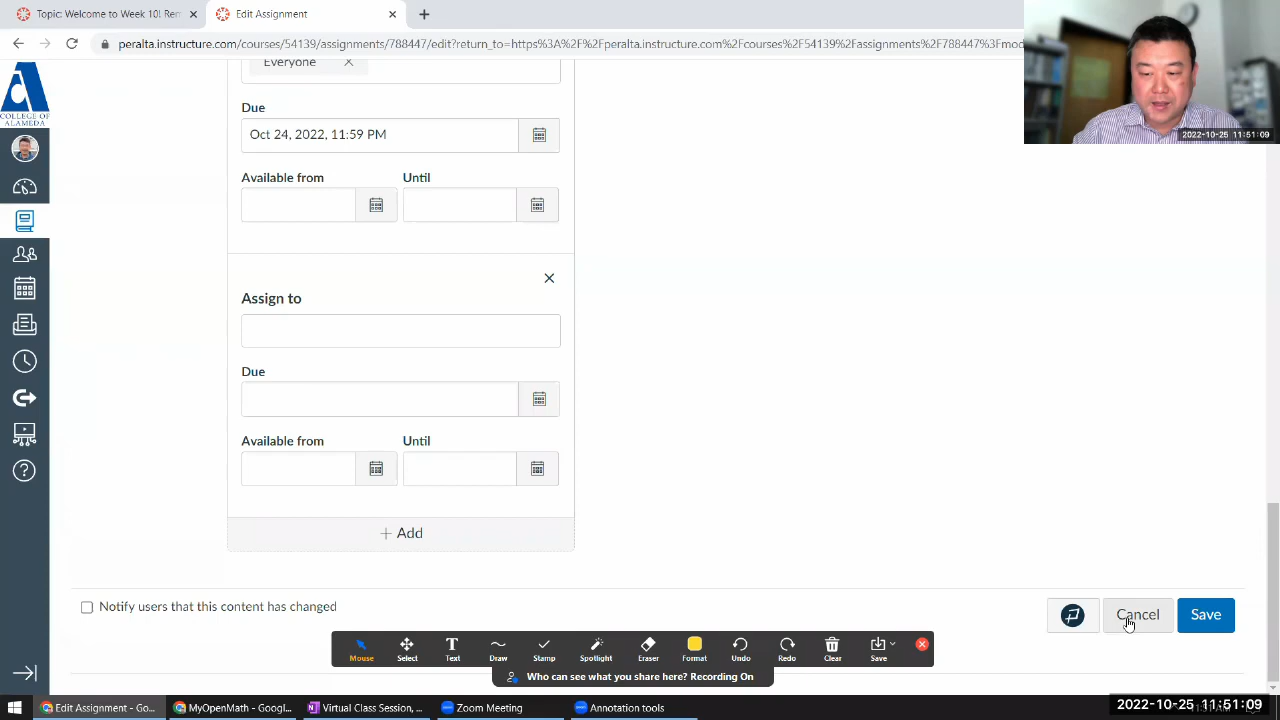 Topic: Welcome to Week 10! Rem
Edit Assignment
peralta.instructure.com/courses/54139/assignments/788447/edit?return_to=https%3A%2F%2Fperalta.instructure.com%2Fcourses%2F54139%2Fassignments%2F788447%3Fmod
2022-10-25 11:51:09
COLLEGE OF
ALAMEDA
Everyone
Due
Oct 24, 2022, 11:59 PM
Available from Until
Assign to
Due
Available from Until
+ Add
Notify users that this content has changed
Cancel Save
Mouse Select Text Draw Stamp Spotlight Eraser Format Undo Redo Clear Save
Who can see what you share here? Recording On
Edit Assignment - Go...
MyOpenMath - Googl...
Virtual Class Session, ...
Zoom Meeting
Annotation tools
2022-10-25 11:51:09